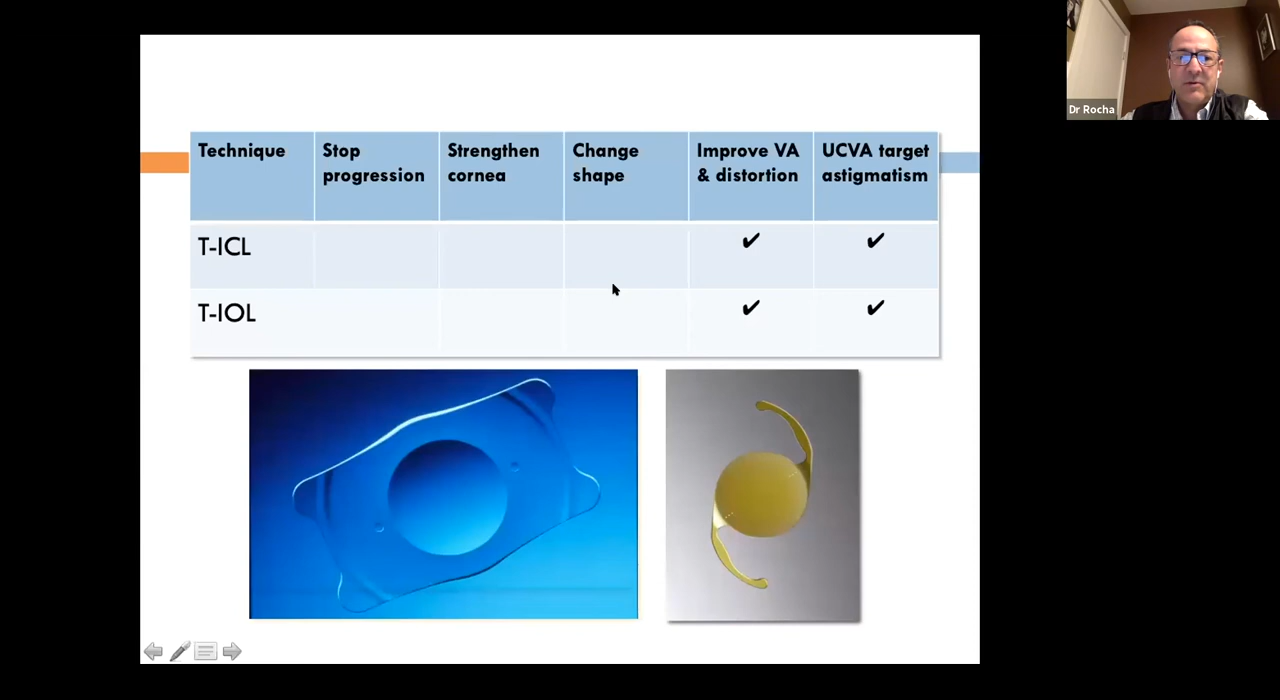 Technique
Stop
progression
Strengthen
cornea
Change
shape
Improve VA
& distortion
UCVA target
astigmatism
T-ICL
✔
✔
T-IOL
✔
✔
Dr Rocha